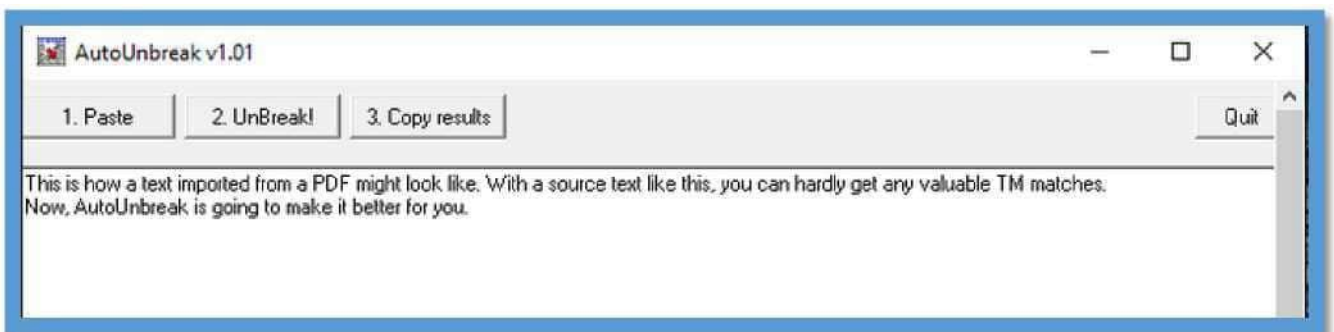 AutoUnbreak v1.01
1. Paste 2. UnBreak! 3. Copy results Quit
This is how a text imported from a PDF might look like. With a source text like this, you can hardly get any valuable TM matches.
Now, AutoUnbreak is going to make it better for you.